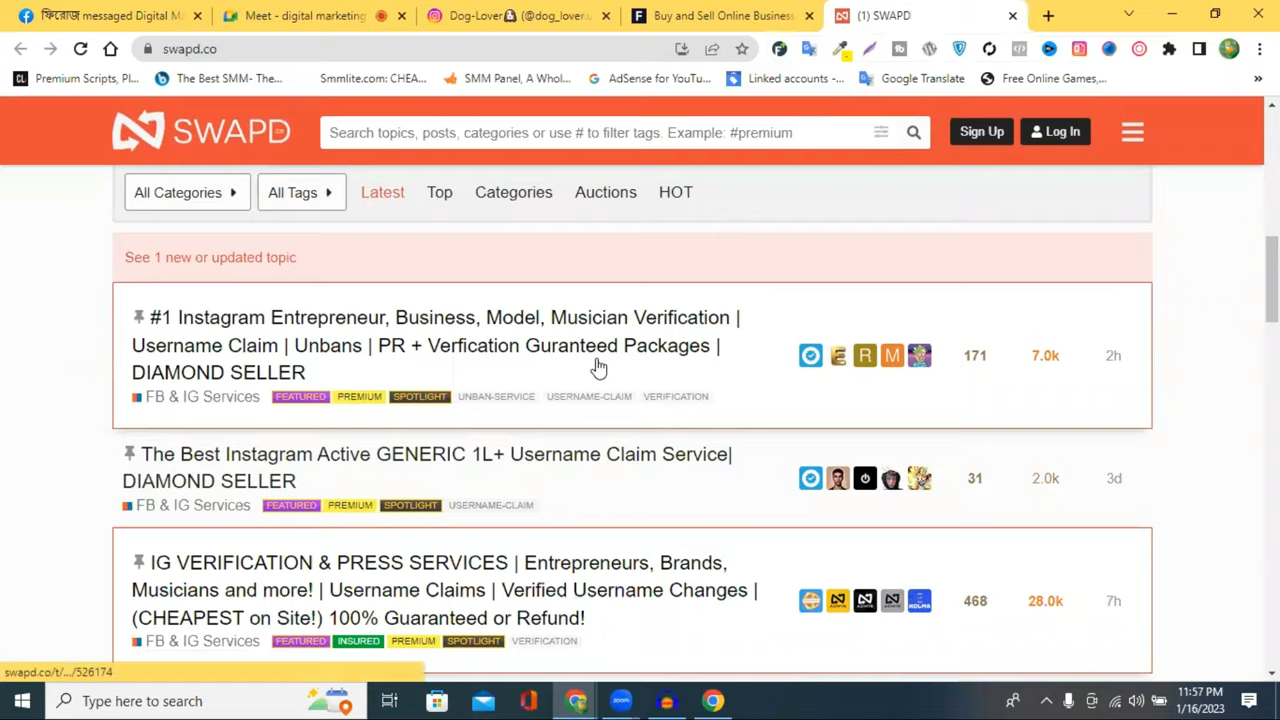 ফিরোজ messaged Digital Ma
Meet - digital marketing
Dog-Lover (@dog_love
Buy and Sell Online Business
(1) SWAPD
swapd.co
Premium Scripts, Pl...
The Best SMM- The...
Smmlite.com: CHEA...
SMM Panel, A Whol...
AdSense for YouTu...
Linked accounts -...
Google Translate
Free Online Games,...
SWAPD
Search topics, posts, categories or use # to filter tags. Example: #premium
Sign Up
Log In
All Categories
All Tags
Latest
Top
Categories
Auctions
HOT
See 1 new or updated topic
#1 Instagram Entrepreneur, Business, Model, Musician Verification |
Username Claim | Unbans | PR + Verfication Guranteed Packages |
DIAMOND SELLER
FB & IG Services FEATURED PREMIUM SPOTLIGHT UNBAN-SERVICE USERNAME-CLAIM VERIFICATION
E R M 171 7.0k 2h
The Best Instagram Active GENERIC 1L+ Username Claim Service|
DIAMOND SELLER
FB & IG Services FEATURED PREMIUM SPOTLIGHT USERNAME-CLAIM
31 2.0k 3d
IG VERIFICATION & PRESS SERVICES | Entrepreneurs, Brands,
Musicians and more! | Username Claims | Verified Username Changes |
(CHEAPEST on Site!) 100% Guaranteed or Refund!
FB & IG Services FEATURED INSURED PREMIUM SPOTLIGHT VERIFICATION
468 28.0k 7h
swapd.co/t/.../526174
Type here to search
zoom
11:57 PM
1/16/2023